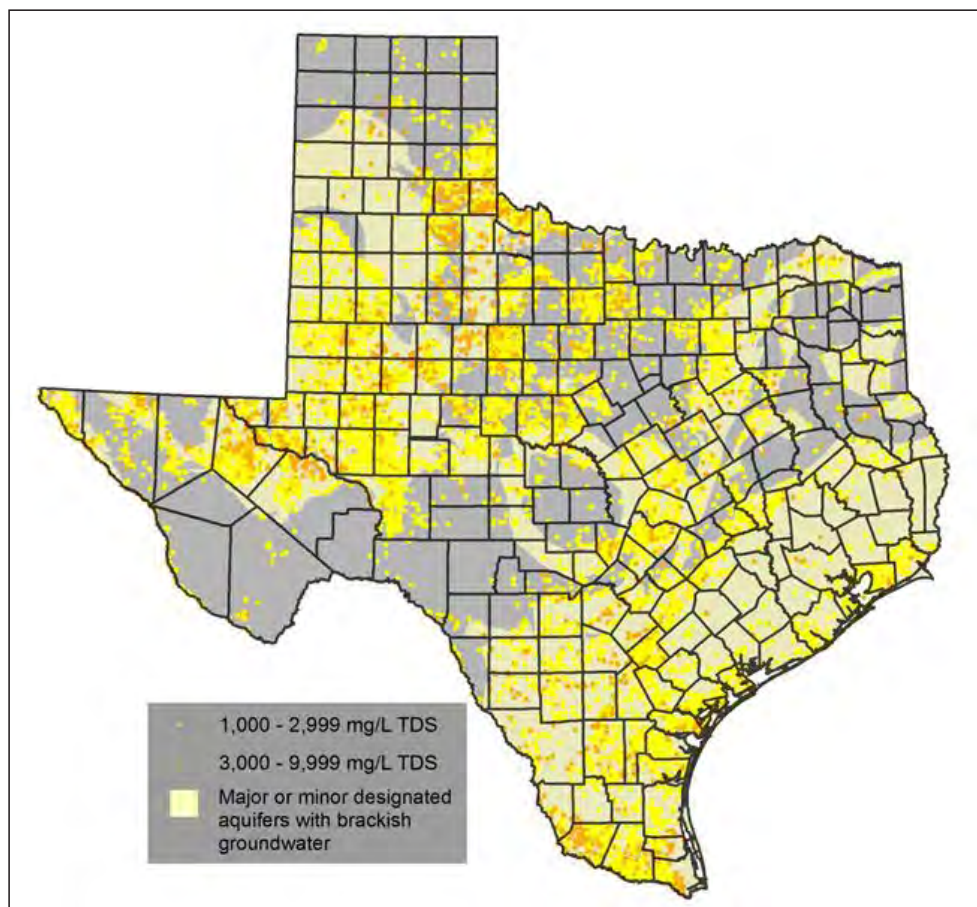 1,000 - 2,999 mg/L TDS
3,000 - 9,999 mg/L TDS
Major or minor designated
aquifers with brackish
groundwater